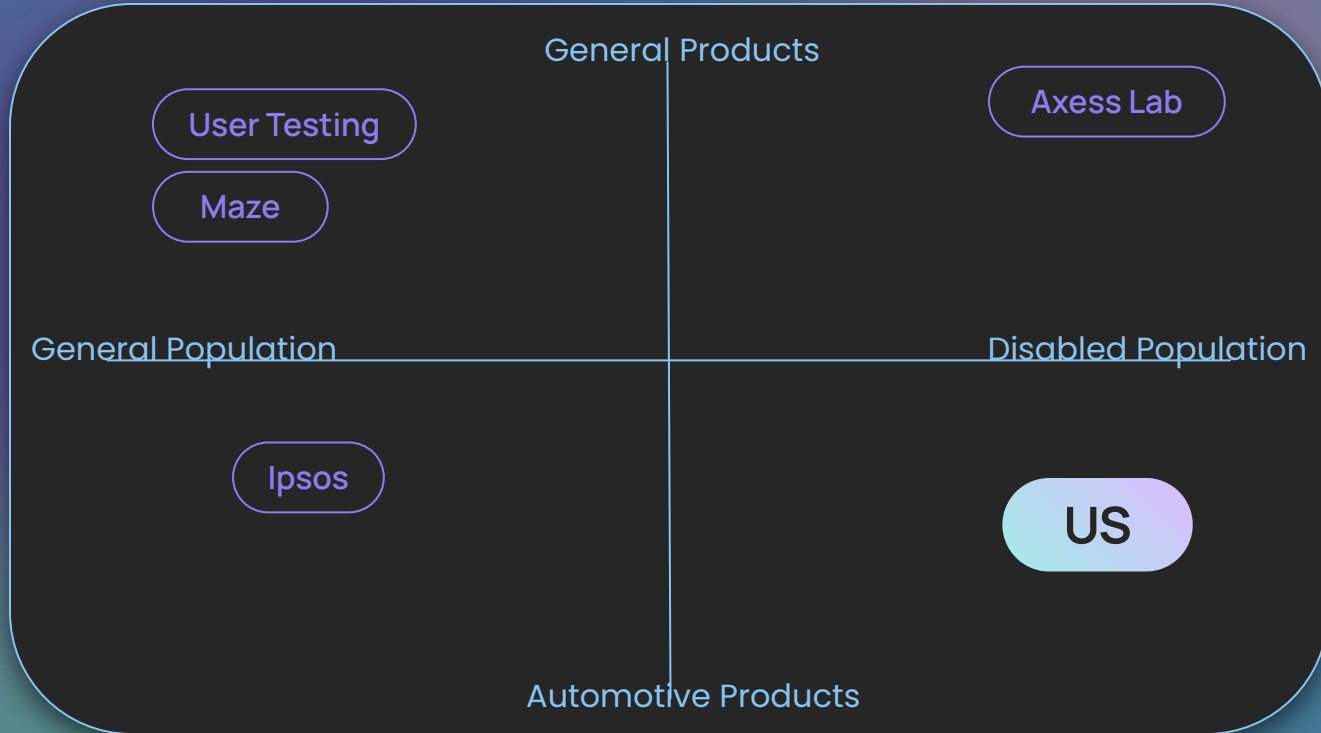 General Products
Axess Lab
User Testing
Maze
General Population
Disabled Population
Ipsos
US
Automotive Products